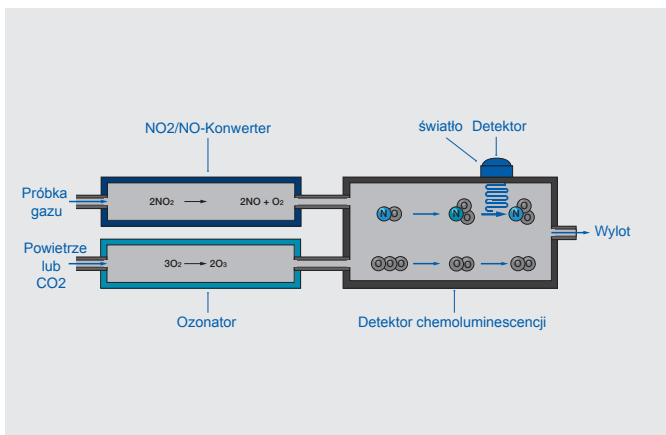 NO2/NO-Konwerter
światło Detektor
Próbka
gazu
2NO₂ → 2NO + O₂
N O → N O O → N O O
Wylot
Powietrze
lub
CO2
3O₂ → 2O₃
O O O → O O → O O
Ozonator
Detektor chemoluminescencji